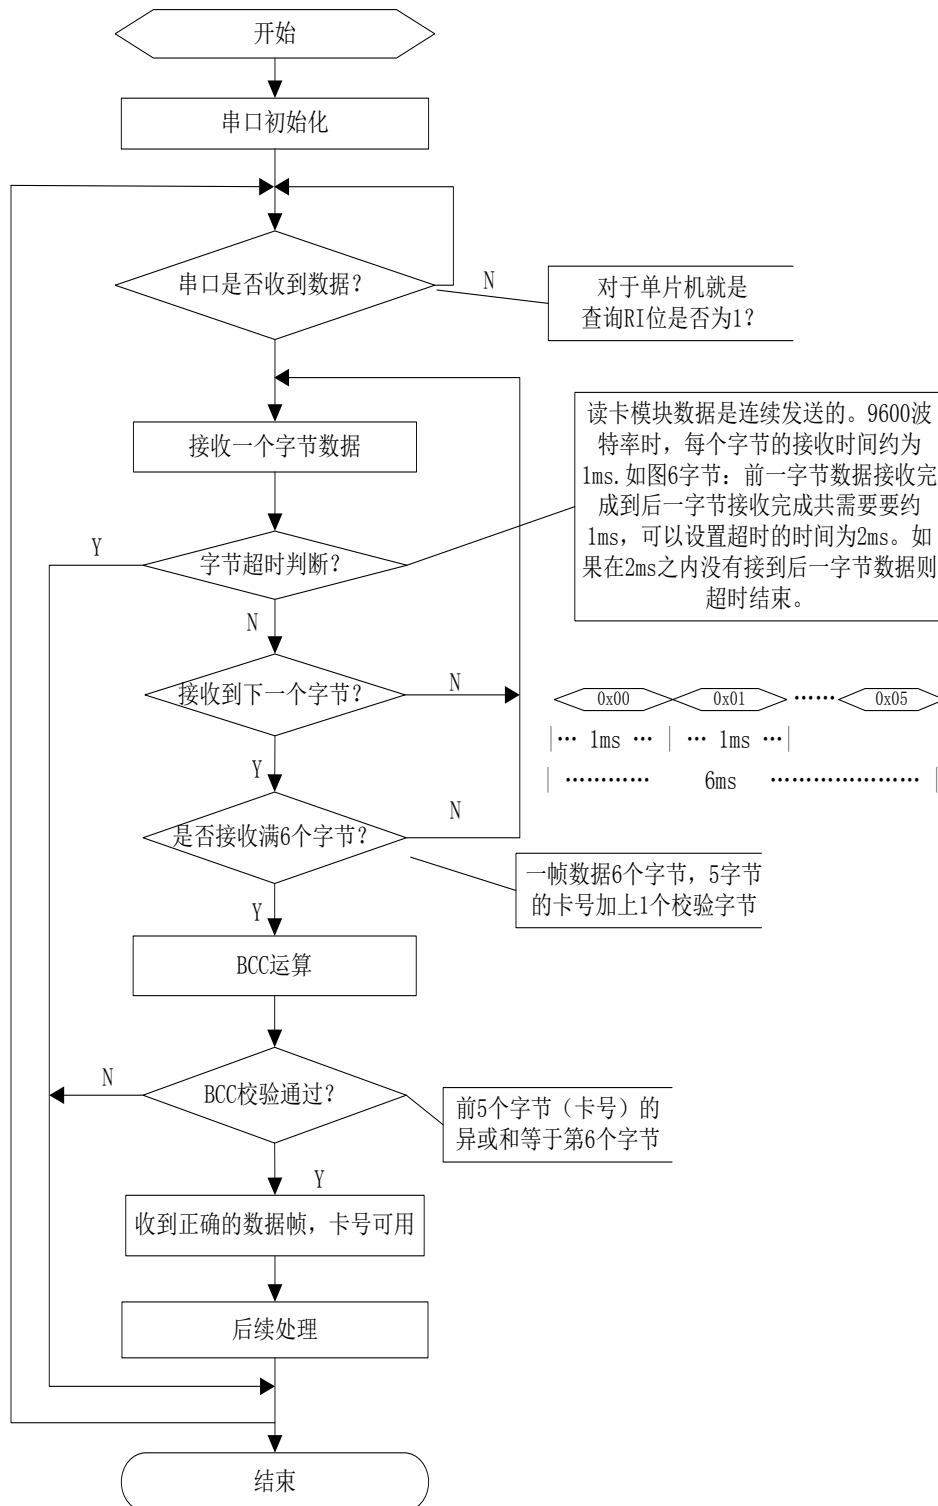 开始
串口初始化
串口是否收到数据?
N
对于单片机就是
查询RI位是否为1?
接收一个字节数据
读卡模块数据是连续发送的。9600波
特率时，每个字节的接收时间约为
1ms.如图6字节：前一字节数据接收完
成到后一字节接收完成共需要要约
1ms，可以设置超时的时间为2ms。如
果在2ms之内没有接到后一字节数据则
超时结束。
Y
字节超时判断?
N
接收到下一个字节?
N
0x00
0x01
……
0x05
|… 1ms …|
… 1ms …|
Y
|………… 6ms ……………………|
是否接收满6个字节?
N
一帧数据6个字节，5字节
的卡号加上1个校验字节
Y
BCC运算
N
BCC校验通过?
前5个字节（卡号）的
异或和等于第6个字节
Y
收到正确的数据帧，卡号可用
后续处理
结束